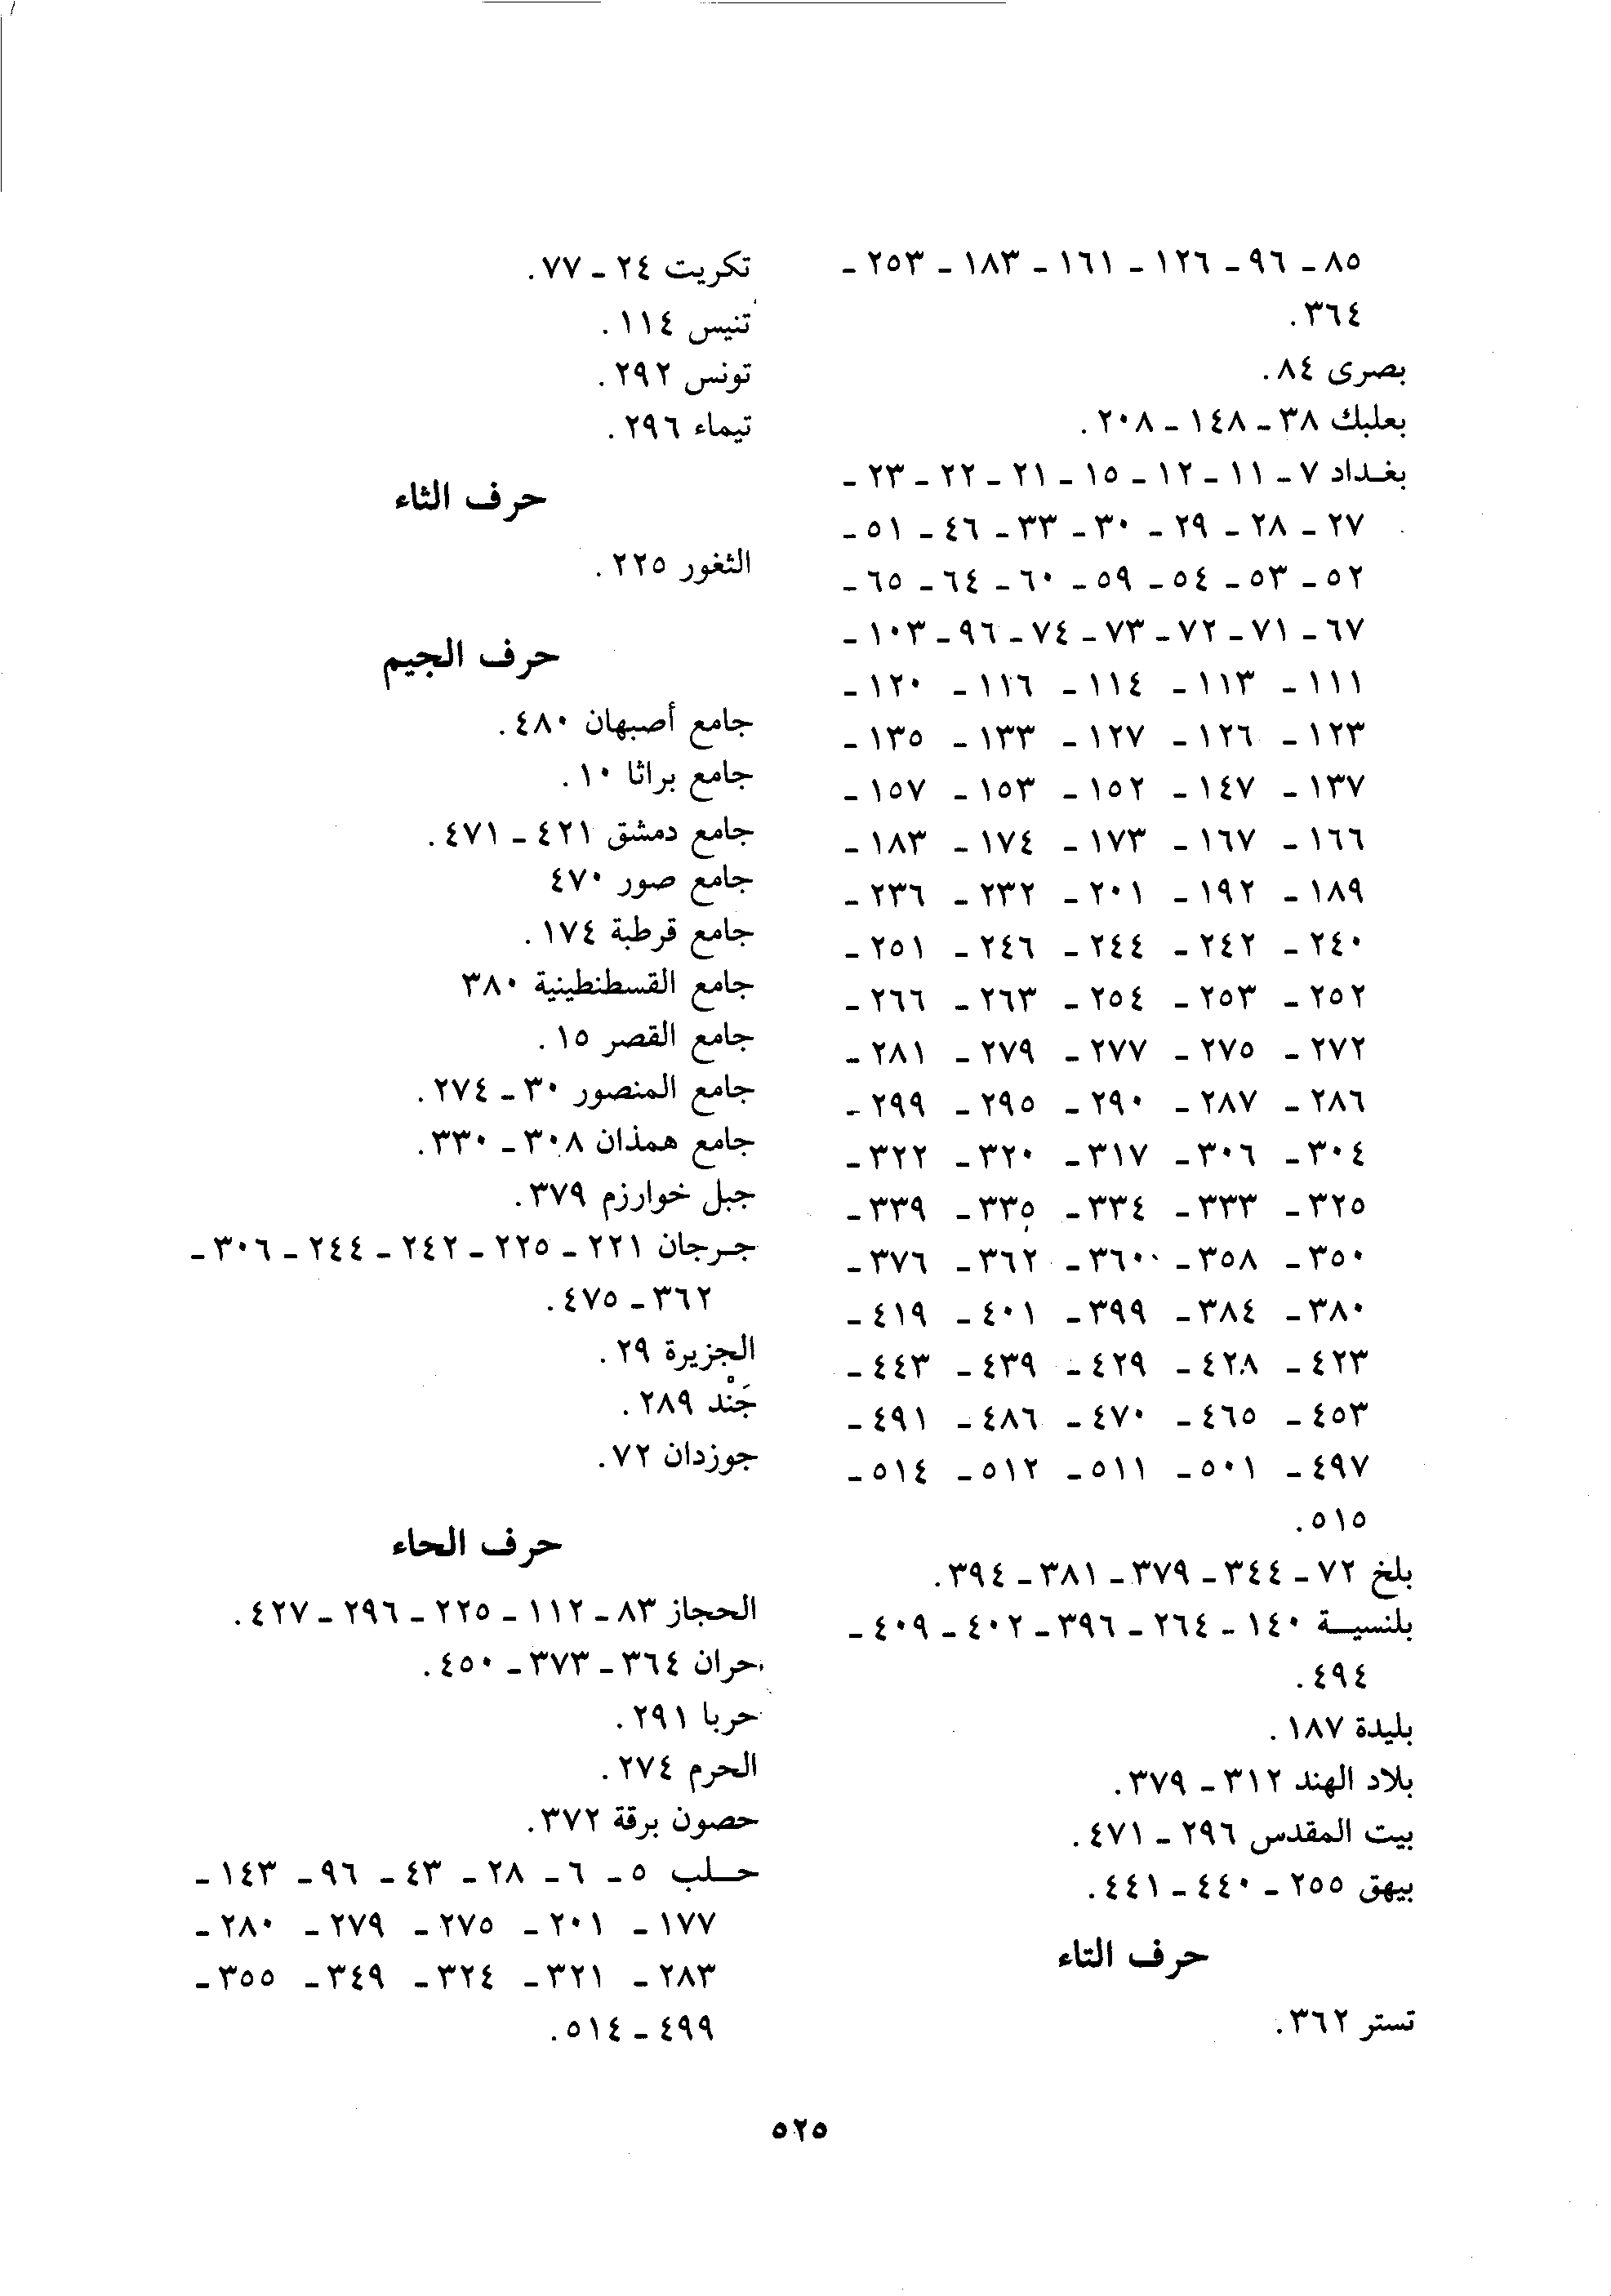 ٨٥ - ٩٦ - ١٢٦ - ١٦١ - ١٨٣ - ٢٥٣ -
٣٦٤.
بصرى ٨٤.
بعلبك ٣٨ - ١٤٨ - ٢٠٨.
بغداد ٧ - ١١ - ١٢ - ١٥ - ٢١ - ٢٢ - ٢٣ -
٢٧ - ٢٨ - ٢٩ - ٣٠ - ٣٣ - ٤٦ - ٥١ -
٥٢ - ٥٣ - ٥٤ - ٥٩ - ٦٠ - ٦٤ - ٦٥ -
٦٧ - ٧١ - ٧٢ - ٧٣ - ٧٤ - ٩٦ - ١٠٣ -
١١١ - ١١٣ - ١١٤ - ١١٦ - ١٢٠ -
١٢٣ - ١٢٦ - ١٢٧ - ١٣٣ - ١٣٥ -
١٣٧ - ١٤٧ - ١٥٢ - ١٥٣ - ١٥٧ -
١٦٦ - ١٦٧ - ١٧٣ - ١٧٤ - ١٨٣ -
١٨٩ - ١٩٢ - ٢٠١ - ٢٣٢ - ٢٣٦ -
٢٤٠ - ٢٤٢ - ٢٤٤ - ٢٤٦ - ٢٥١ -
٢٥٢ - ٢٥٣ - ٢٥٤ - ٢٦٣ - ٢٦٦ -
٢٧٢ - ٢٧٥ - ٢٧٧ - ٢٧٩ - ٢٨١ -
٢٨٦ - ٢٨٧ - ٢٩٠ - ٢٩٥ - ٢٩٩ -
٣٠٤ - ٣٠٦ - ٣١٧ - ٣٢٠ - ٣٢٢ -
٣٢٥ - ٣٣٣ - ٣٣٤ - ٣٣٥ - ٣٣٩ -
٣٥٠ - ٣٥٨ - ٣٦٠ - ٣٦٢ - ٣٧٦ -
٣٨٠ - ٣٨٤ - ٣٩٩ - ٤٠١ - ٤١٩ -
٤٢٣ - ٤٢٨ - ٤٢٩ - ٤٣٩ - ٤٤٣ -
٤٥٣ - ٤٦٥ - ٤٧٠ - ٤٨٦ - ٤٩١ -
٤٩٧ - ٥٠١ - ٥١١ - ٥١٢ - ٥١٤ -
٥١٥.
بلخ ٧٢ - ٣٤٤ - ٣٧٩ - ٣٨١ - ٣٩٤.
بلنسيـة ١٤٠ - ٢٦٤ - ٣٩٦ - ٤٠٢ - ٤٠٩ -
٤٩٤.
بليدة ١٨٧.
بلاد الهند ٣١٢ - ٣٧٩.
بيت المقدس ٢٩٦ - ٤٧١.
بيهق ٢٥٥ - ٤٤٠ - ٤٤١.
حرف التاء
تستر ٣٦٢.
تكريت ٢٤ - ٧٧.
تنيس ١١٤.
تونس ٢٩٢.
تيماء ٢٩٦.
حرف الثاء
الثغور ٢٢٥.
حرف الجيم
جامع أصبهان ٤٨٠.
جامع براثا ١٠.
جامع دمشق ٤٢١ - ٤٧١.
جامع صور ٤٧٠
جامع قرطبة ١٧٤.
جامع القسطنطينية ٣٨٠
جامع القصر ١٥.
جامع المنصور ٣٠ - ٢٧٤.
جامع همذان ٣٠٨ - ٣٣٠.
جبل خوارزم ٣٧٩.
جـرجان ٢٢١ - ٢٢٥ - ٢٤٢ - ٢٤٤ - ٣٠٦ -
٣٦٢ - ٤٧٥.
الجزيرة ٢٩.
جَنْد ٢٨٩.
جوزدان ٧٢.
حرف الحاء
الحجاز ٨٣ - ١١٢ - ٢٢٥ - ٢٩٦ - ٤٢٧.
حران ٣٦٤ - ٣٧٣ - ٤٥٠.
حربا ٢٩١.
الحرم ٢٧٤.
حصون برقة ٣٧٢.
حـلب ٥ - ٦ - ٢٨ - ٤٣ - ٩٦ - ١٤٣ -
١٧٧ - ٢٠١ - ٢٧٥ - ٢٧٩ - ٢٨٠ -
٢٨٣ - ٣٢١ - ٣٢٤ - ٣٤٩ - ٣٥٥ -
٤٩٩ - ٥١٤.
٥٢٥